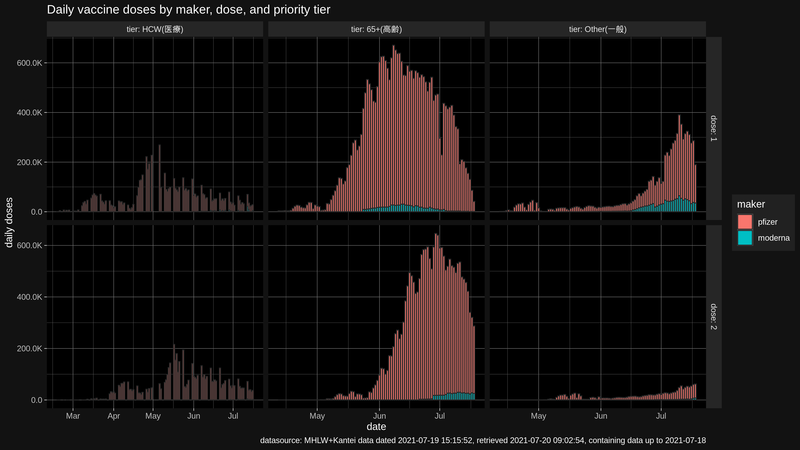 Daily vaccine doses by maker, dose, and priority tier
tier: HCW(医療)
tier: 65+(高齢)
tier: Other(一般)
600.0K
400.0K
200.0K
0.0
dose: 1
600.0K
400.0K
200.0K
0.0
dose: 2
daily doses
Mar Apr May Jun Jul
May Jun Jul
May Jun Jul
date
maker
pfizer
moderna
datasource: MHLW+Kantei data dated 2021-07-19 15:15:52, retrieved 2021-07-20 09:02:54, containing data up to 2021-07-18